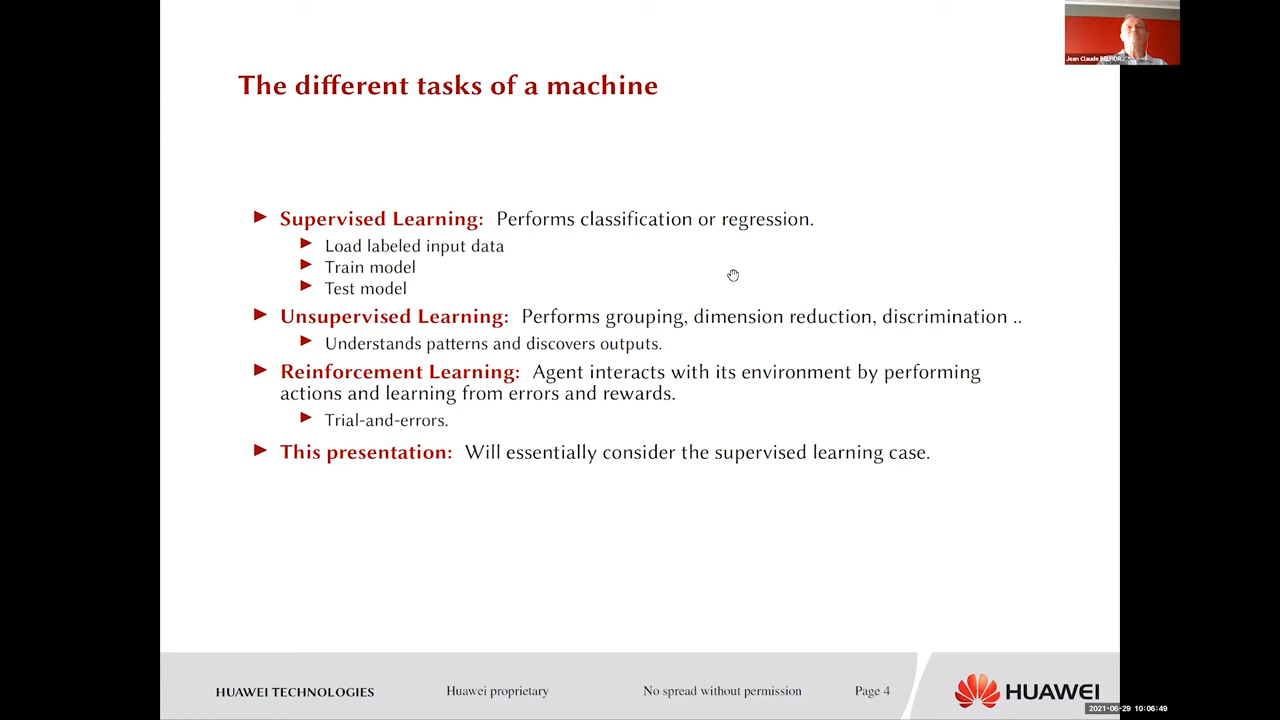 Jean Claude
The different tasks of a machine
Supervised Learning: Performs classification or regression.
Load labeled input data
Train model
Test model
Unsupervised Learning: Performs grouping, dimension reduction, discrimination ..
Understands patterns and discovers outputs.
Reinforcement Learning: Agent interacts with its environment by performing
actions and learning from errors and rewards.
Trial-and-errors.
This presentation: Will essentially consider the supervised learning case.
HUAWEI TECHNOLOGIES Huawei proprietary No spread without permission Page 4 HUAWEI
2021-06-29 10:06:49